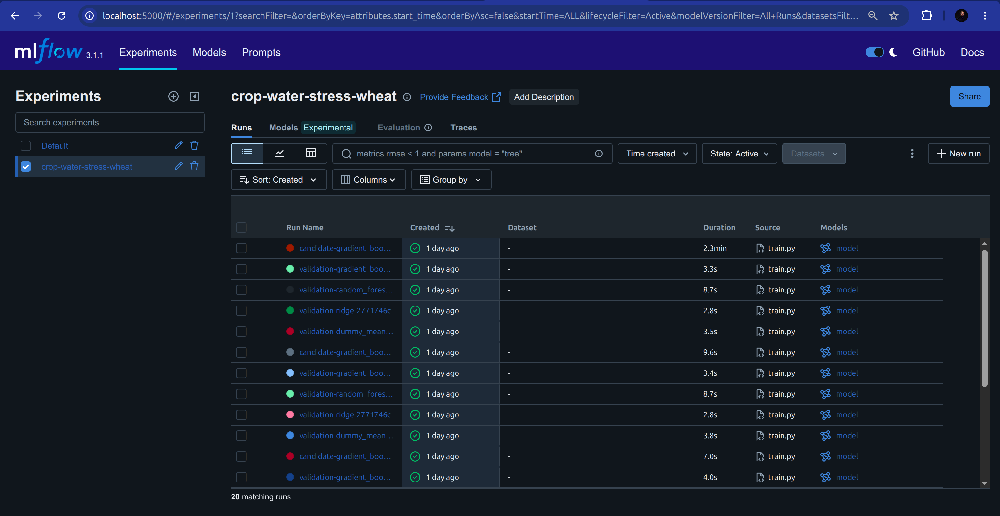 localhost:5000/#/experiments/1?searchFilter=&orderByKey=attributes.start_time&orderByAsc=false&startTime=ALL&lifecycleFilter=Active&modelVersionFilter=All+Runs&datasetsFilt...
mlflow 3.1.1 Experiments Models Prompts GitHub Docs
Experiments
Search experiments
Default
crop-water-stress-wheat
crop-water-stress-wheat Provide Feedback Add Description Share
Runs Models Experimental Evaluation Traces
metrics.rmse < 1 and params.model = "tree" Time created State: Active Datasets New run
Sort: Created Columns Group by
Run Name Created Dataset Duration Source Models
candidate-gradient_boo... 1 day ago - 2.3min train.py model
validation-gradient_boo... 1 day ago - 3.3s train.py model
validation-random_fores... 1 day ago - 8.7s train.py model
validation-ridge-2771746c 1 day ago - 2.8s train.py model
validation-dummy_mean... 1 day ago - 3.5s train.py model
candidate-gradient_boo... 1 day ago - 9.6s train.py model
validation-gradient_boo... 1 day ago - 3.4s train.py model
validation-random_fores... 1 day ago - 8.7s train.py model
validation-ridge-2771746c 1 day ago - 2.8s train.py model
validation-dummy_mean... 1 day ago - 3.8s train.py model
candidate-gradient_boo... 1 day ago - 7.0s train.py model
validation-gradient_boo... 1 day ago - 4.0s train.py model
20 matching runs